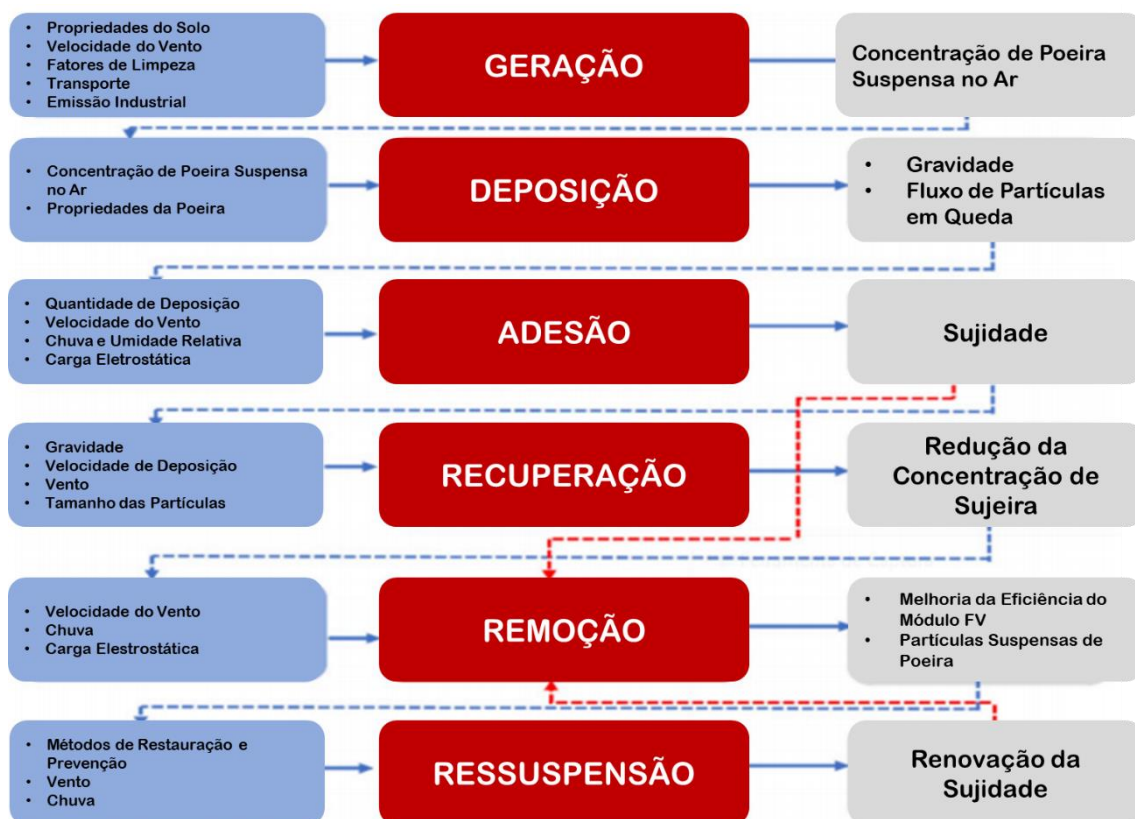 • Propriedades do Solo
• Velocidade do Vento
• Fatores de Limpeza
• Transporte
• Emissão Industrial
GERAÇÃO
Concentração de Poeira
Suspensa no Ar
• Concentração de Poeira Suspensa
no Ar
• Propriedades da Poeira
DEPOSIÇÃO
• Gravidade
• Fluxo de Partículas
em Queda
• Quantidade de Deposição
• Velocidade do Vento
• Chuva e Umidade Relativa
• Carga Eletrostática
ADESÃO
Sujidade
• Gravidade
• Velocidade de Deposição
• Vento
• Tamanho das Partículas
RECUPERAÇÃO
Redução da
Concentração de
Sujeira
• Velocidade do Vento
• Chuva
• Carga Elestrostática
REMOÇÃO
• Melhoria da Eficiência do
Módulo FV
• Partículas Suspensas de
Poeira
• Métodos de Restauração e
Prevenção
• Vento
• Chuva
RESSUSPENSÃO
Renovação da
Sujidade